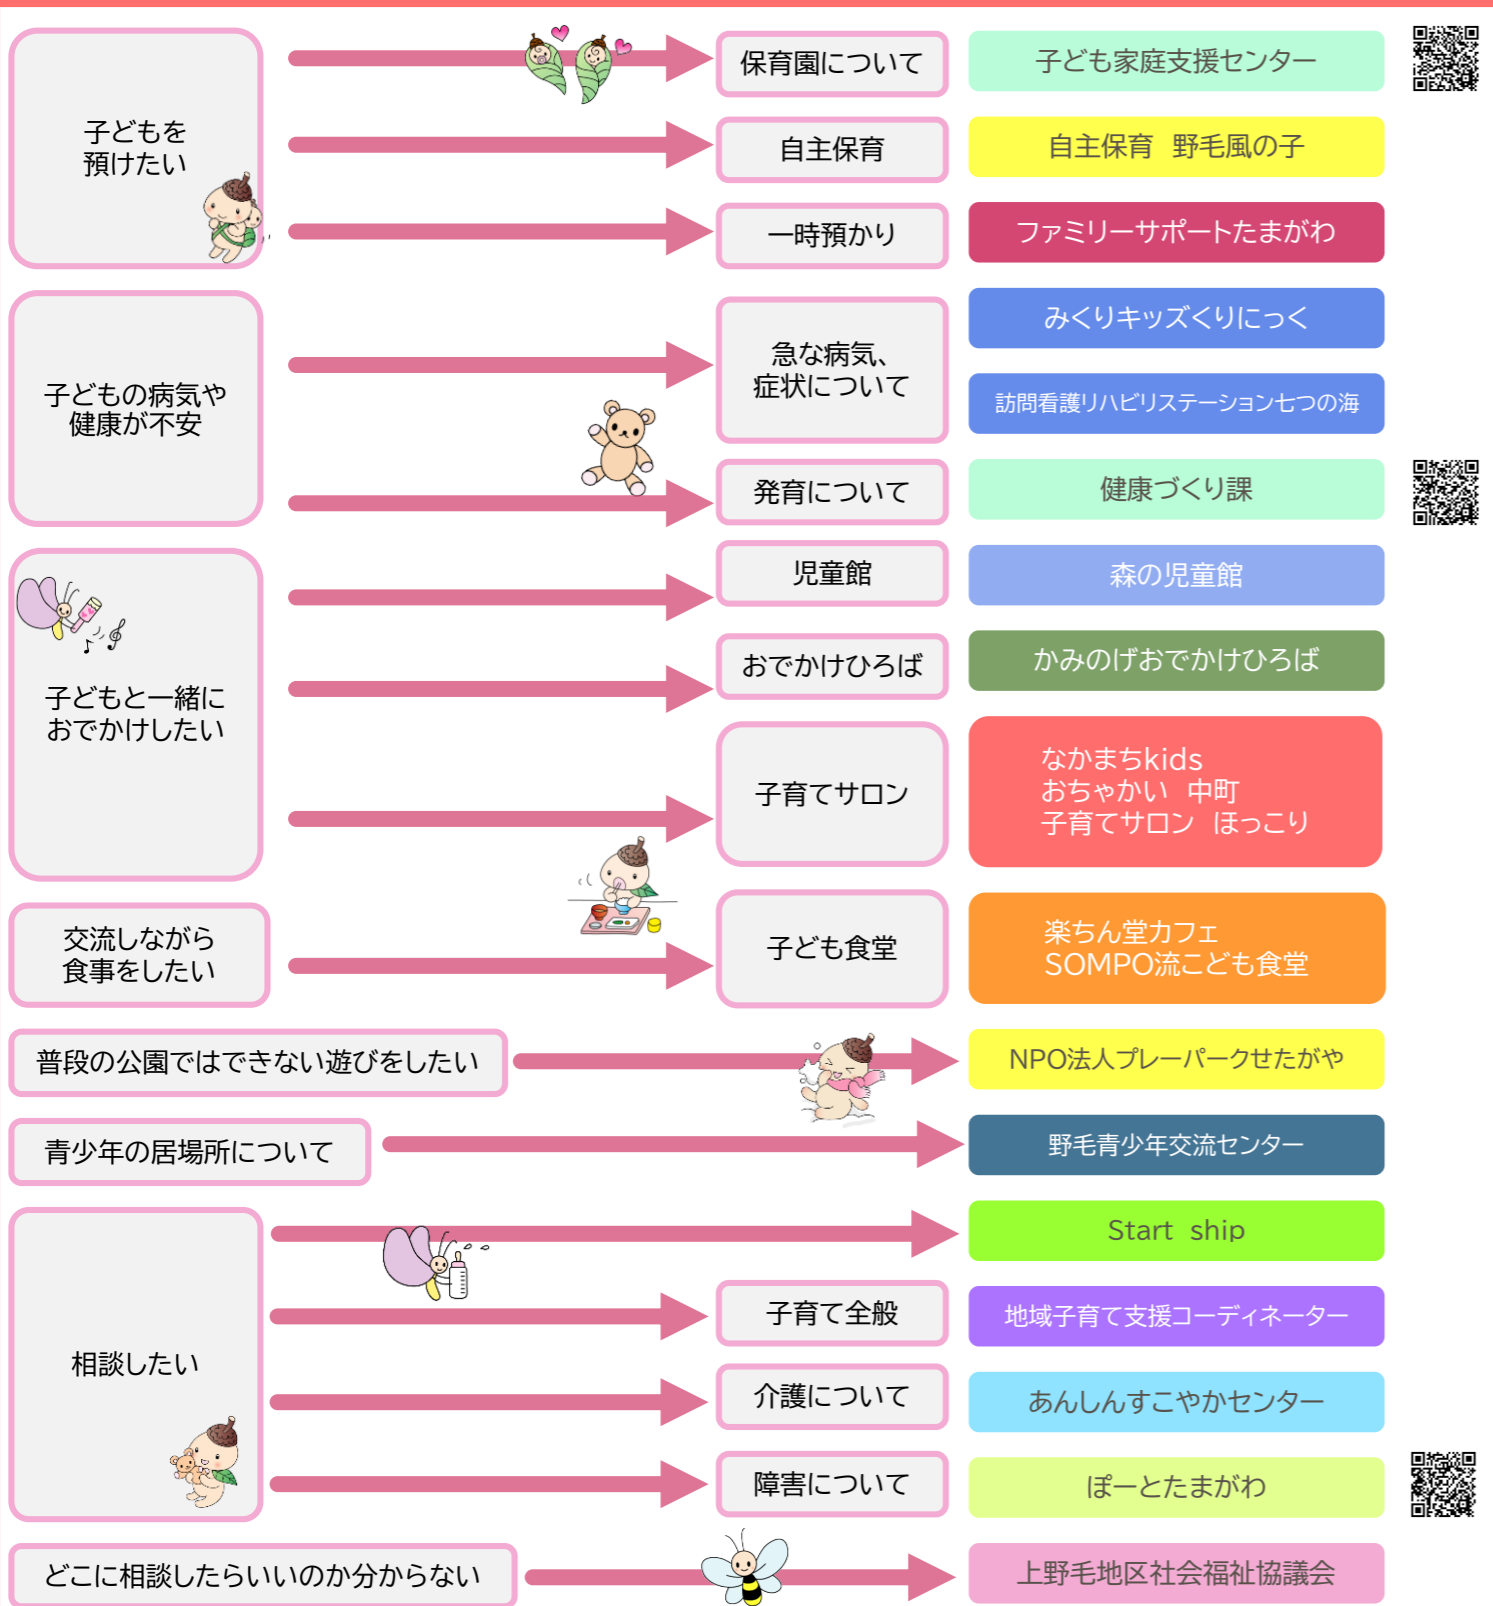 子どもを
預けたい
保育園について
子ども家庭支援センター
自主保育
自主保育　野毛風の子
一時預かり
ファミリーサポートたまがわ
子どもの病気や
健康が不安
急な病気、
症状について
みくりキッズくりにっく
訪問看護リハビリステーション七つの海
発育について
健康づくり課
子どもと一緒に
おでかけしたい
児童館
森の児童館
おでかけひろば
かみのげおでかけひろば
子育てサロン
なかまちkids
おちゃかい　中町
子育てサロン　ほっこり
交流しながら
食事をしたい
子ども食堂
楽ちん堂カフェ
SOMPO流こども食堂
普段の公園ではできない遊びをしたい
NPO法人プレーパークせたがや
青少年の居場所について
野毛青少年交流センター
相談したい
Start ship
子育て全般
地域子育て支援コーディネーター
介護について
あんしんすこやかセンター
障害について
ぽーとたまがわ
どこに相談したらいいのか分からない
上野毛地区社会福祉協議会